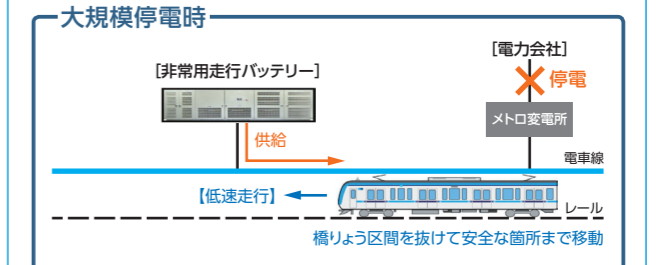 大規模停電時
[電力会社]
[非常用走行バッテリー]
停電
メトロ変電所
供給
電車線
【低速走行】
レール
橋りょう区間を抜けて安全な箇所まで移動